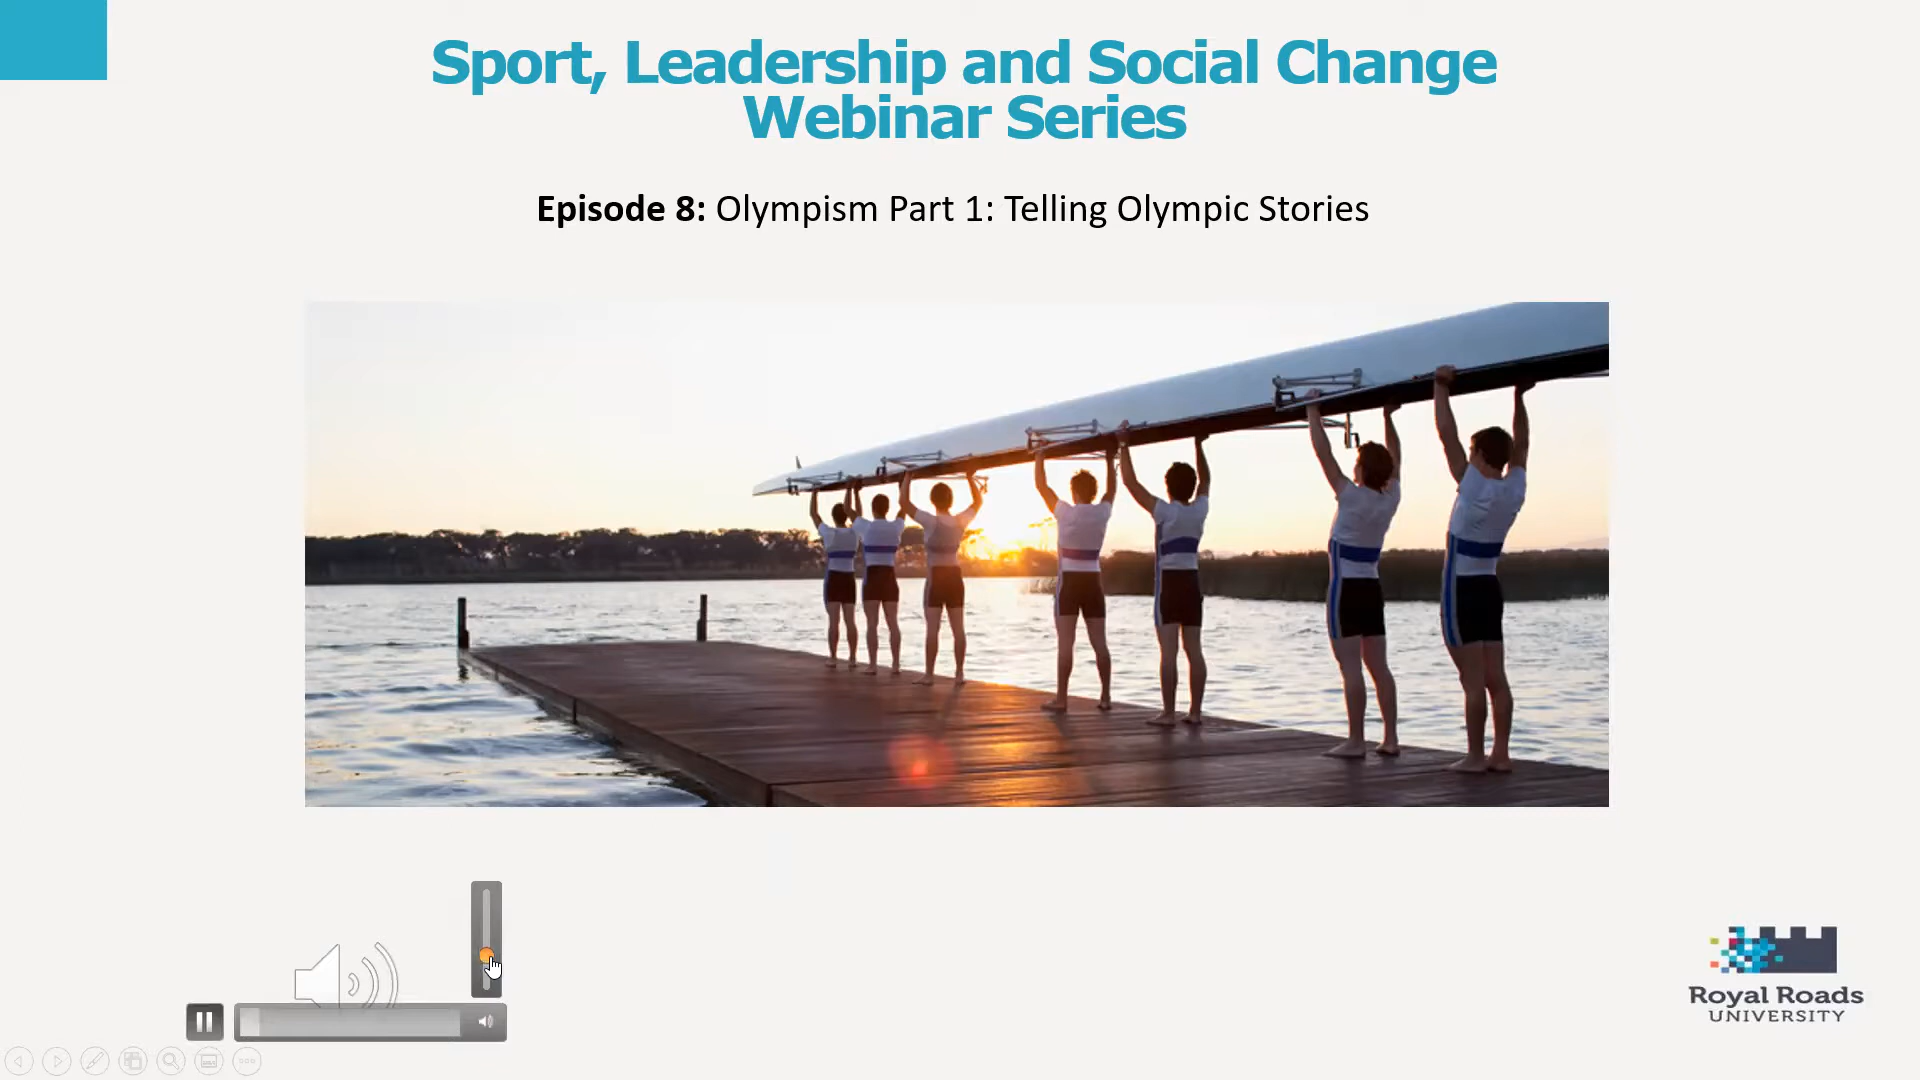 Sport, Leadership and Social Change
Webinar Series
Episode 8: Olympism Part 1: Telling Olympic Stories
Royal Roads
UNIVERSITY